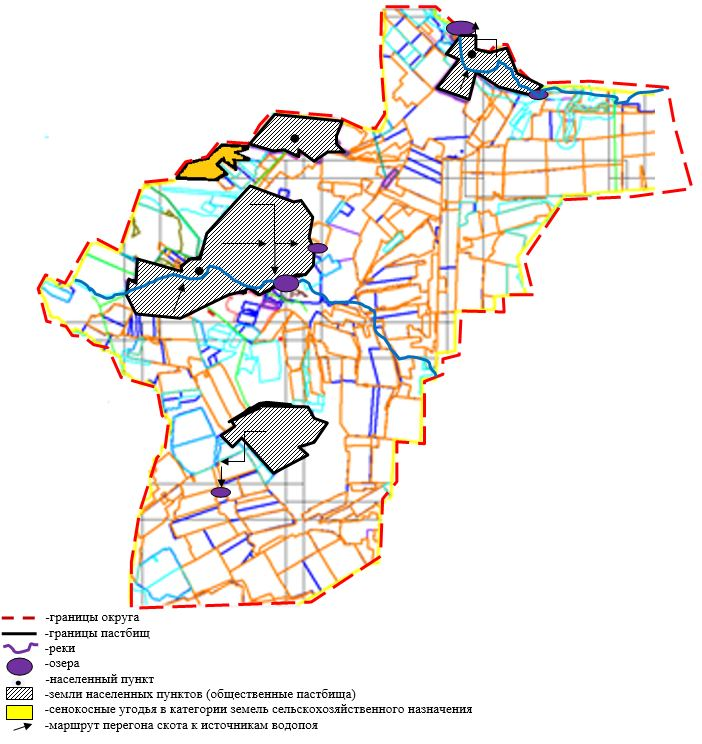 -границы округа
-границы пастбищ
-реки
-озера
-населенный пункт
-земли населенных пунктов (общественные пастбища)
-сенокосные угодья в категории земель сельскохозяйственного назначения
-маршрут перегона скота к источникам водопоя